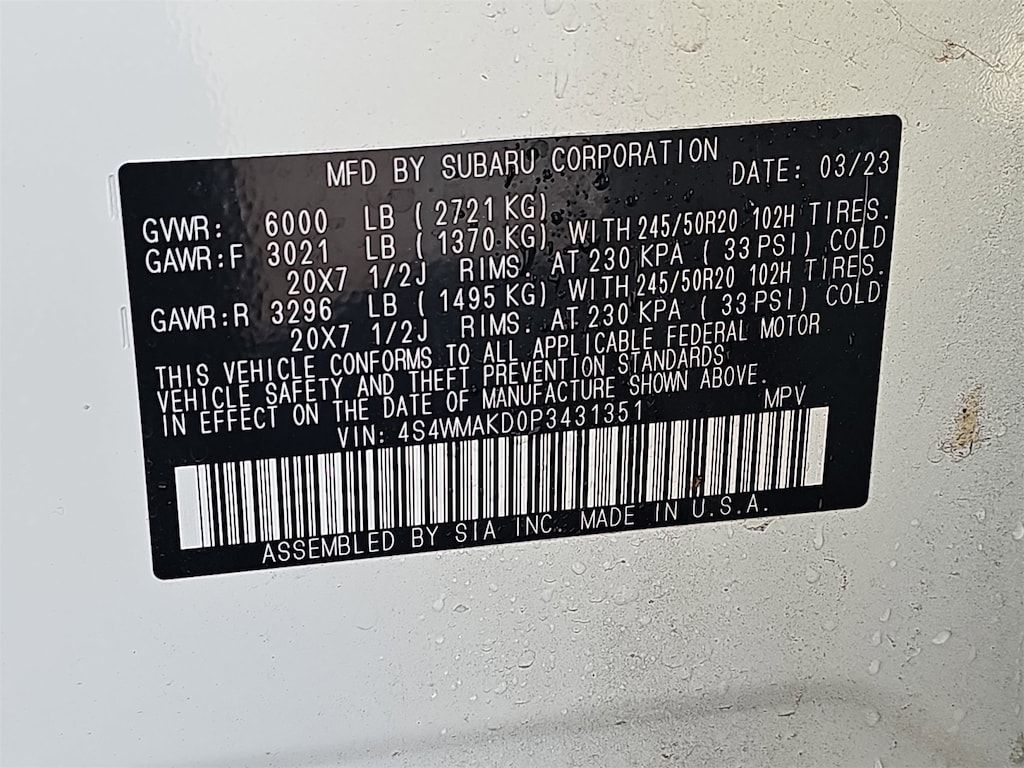 MFD BY SUBARU CORPORATION DATE: 03/23
GVWR: 6000 LB ( 2721 KG)
GAWR:F 3021 LB ( 1370 KG) WITH 245/50R20 102H TIRES.
20X7 1/2J RIMS. AT 230 KPA ( 33 PSI) COLD
GAWR:R 3296 LB ( 1495 KG) WITH 245/50R20 102H TIRES.
20X7 1/2J RIMS. AT 230 KPA ( 33 PSI) COLD
THIS VEHICLE CONFORMS TO ALL APPLICABLE FEDERAL MOTOR
VEHICLE SAFETY AND THEFT PREVENTION STANDARDS
IN EFFECT ON THE DATE OF MANUFACTURE SHOWN ABOVE.
VIN: 4S4WMAKD0P3431351 MPV
ASSEMBLED BY SIA INC. MADE IN U.S.A.